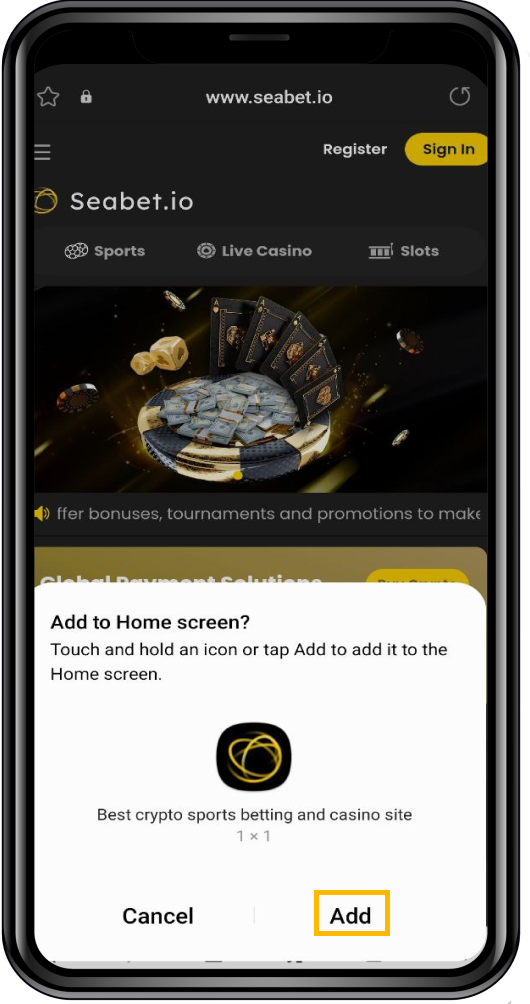 www.seabet.io
Register
Sign In
Seabet.io
Sports
Live Casino
Slots
ffer bonuses, tournaments and promotions to make
Global Payment Solutions
Buy Crypto
Add to Home screen?
Touch and hold an icon or tap Add to add it to the
Home screen.
Best crypto sports betting and casino site
1 × 1
Cancel
Add